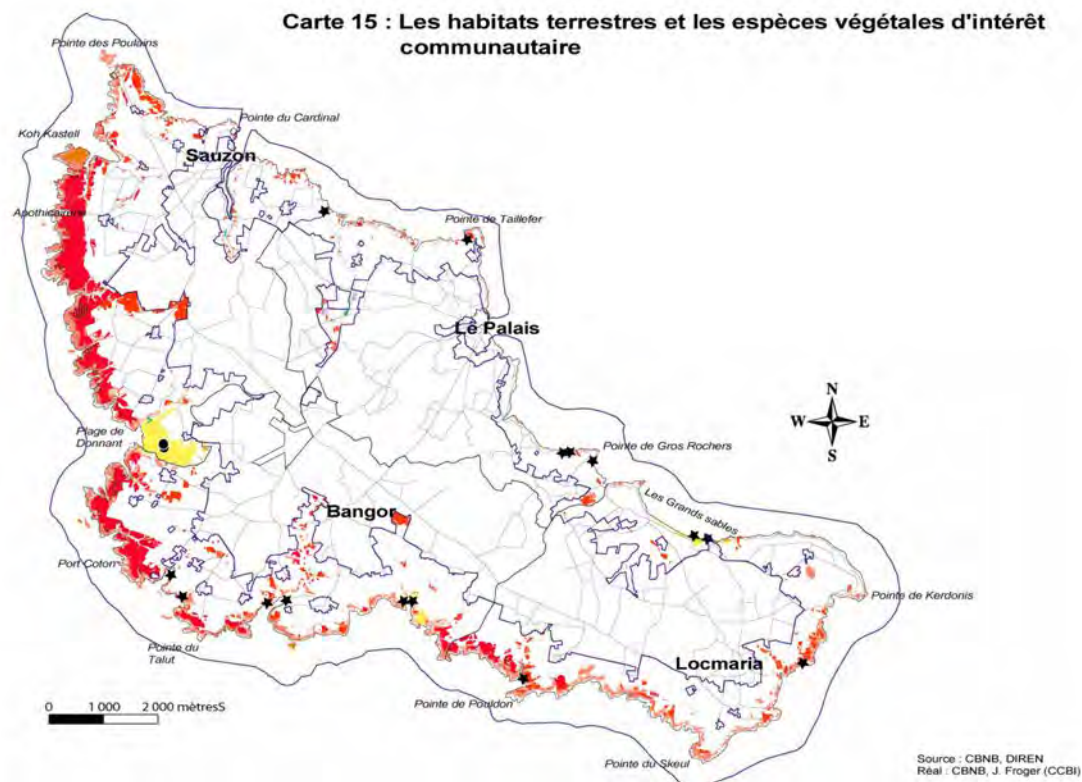 Carte 15 : Les habitats terrestres et les espèces végétales d'intérêt
communautaire
Pointe des Poulains
Pointe du Cardinal
Koh Kastell
Sauzon
Apothicairerie
Pointe de Taillefer
Le Palais
N
W E
S
Plage de
Donnant
Pointe de Gros Rochers
Les Grands sables
Bangor
Port Coton
Pointe de Kerdonis
Pointe du
Talut
Locmaria
Pointe de Pouldon
0 1 000 2 000 mètresS
Pointe du Skeul
Source : CBNB, DIREN
Réal : CBNB, J. Froger (CCBI)